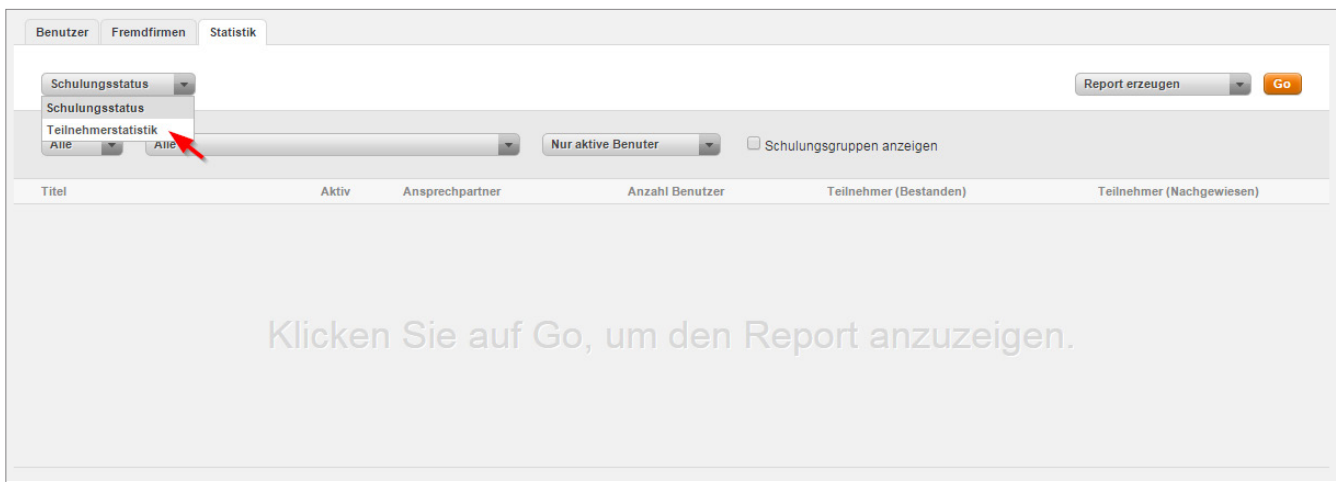 Benutzer Fremdfirmen Statistik
Schulungsstatus Report erzeugen Go
Schulungsstatus
Teilnehmerstatistik
Alle Alle Nur aktive Benuter Schulungsgruppen anzeigen
Titel Aktiv Ansprechpartner Anzahl Benutzer Teilnehmer (Bestanden) Teilnehmer (Nachgewiesen)
Klicken Sie auf Go, um den Report anzuzeigen.